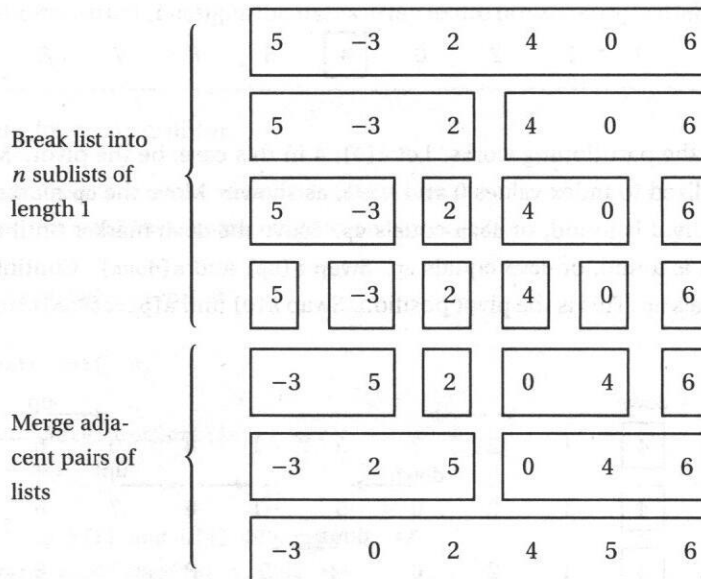 5 −3 2 4 0 6
5 −3 2 4 0 6
Break list into
n sublists of
length 1
5 −3 2 4 0 6
5 −3 2 4 0 6
−3 5 2 0 4 6
Merge adja-
cent pairs of
lists
−3 2 5 0 4 6
−3 0 2 4 5 6